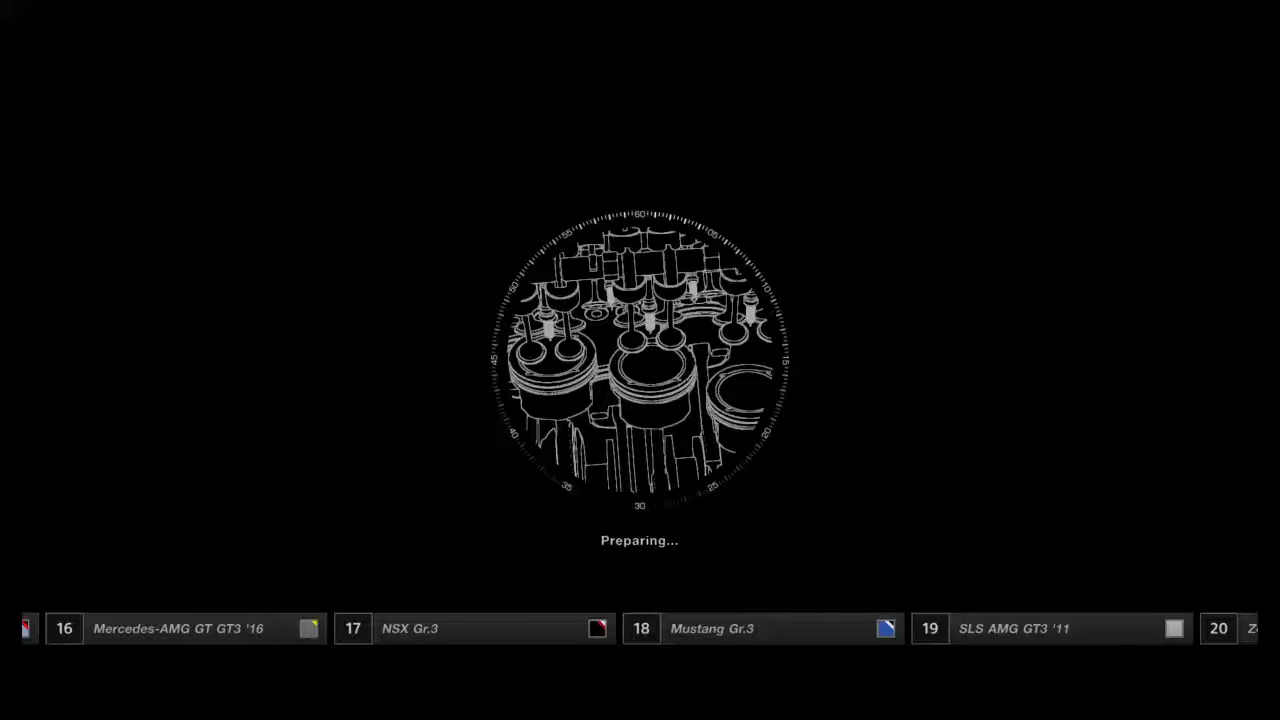 60
55
05
50
10
45
15
40
20
35
25
30
Preparing...
16 Mercedes-AMG GT GT3 '16
17 NSX Gr.3
18 Mustang Gr.3
19 SLS AMG GT3 '11
20